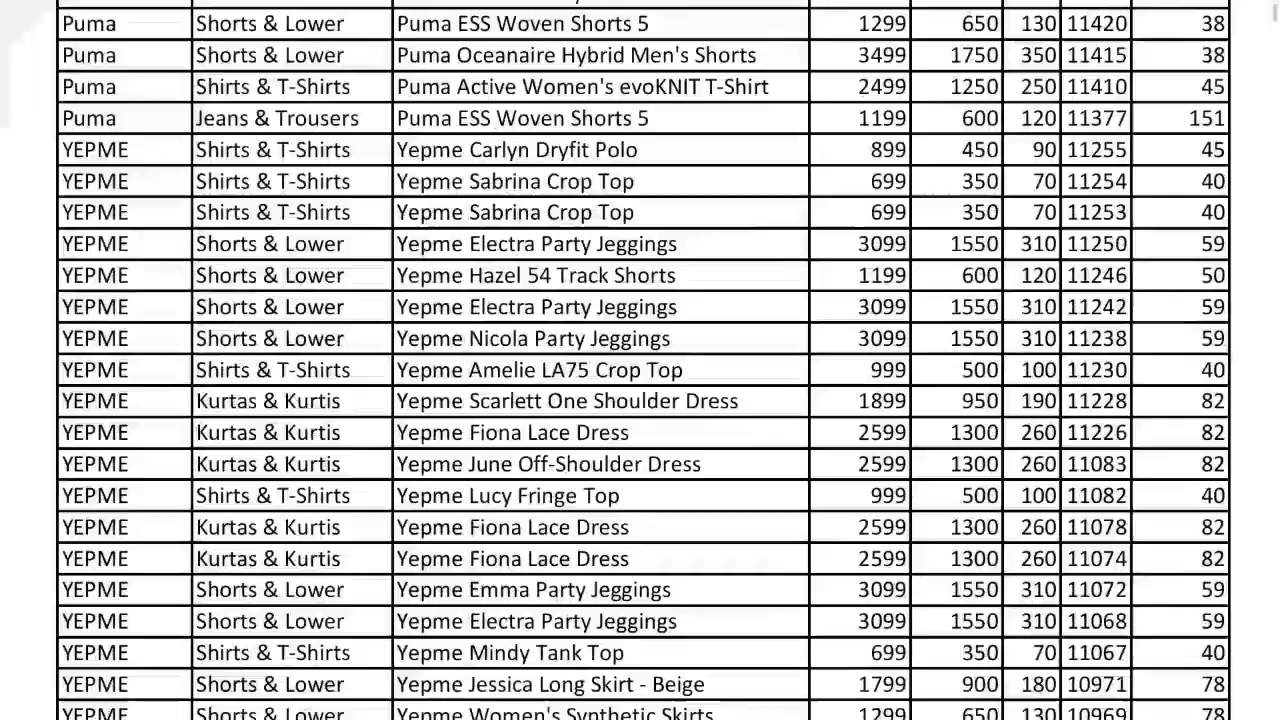 Puma Shorts & Lower Puma ESS Woven Shorts 5 1299 650 130 11420 38
Puma Shorts & Lower Puma Oceanaire Hybrid Men's Shorts 3499 1750 350 11415 38
Puma Shirts & T-Shirts Puma Active Women's evoKNIT T-Shirt 2499 1250 250 11410 45
Puma Jeans & Trousers Puma ESS Woven Shorts 5 1199 600 120 11377 151
YEPME Shirts & T-Shirts Yepme Carlyn Dryfit Polo 899 450 90 11255 45
YEPME Shirts & T-Shirts Yepme Sabrina Crop Top 699 350 70 11254 40
YEPME Shirts & T-Shirts Yepme Sabrina Crop Top 699 350 70 11253 40
YEPME Shorts & Lower Yepme Electra Party Jeggings 3099 1550 310 11250 59
YEPME Shorts & Lower Yepme Hazel 54 Track Shorts 1199 600 120 11246 50
YEPME Shorts & Lower Yepme Electra Party Jeggings 3099 1550 310 11242 59
YEPME Shorts & Lower Yepme Nicola Party Jeggings 3099 1550 310 11238 59
YEPME Shirts & T-Shirts Yepme Amelie LA75 Crop Top 999 500 100 11230 40
YEPME Kurtas & Kurtis Yepme Scarlett One Shoulder Dress 1899 950 190 11228 82
YEPME Kurtas & Kurtis Yepme Fiona Lace Dress 2599 1300 260 11226 82
YEPME Kurtas & Kurtis Yepme June Off-Shoulder Dress 2599 1300 260 11083 82
YEPME Shirts & T-Shirts Yepme Lucy Fringe Top 999 500 100 11082 40
YEPME Kurtas & Kurtis Yepme Fiona Lace Dress 2599 1300 260 11078 82
YEPME Kurtas & Kurtis Yepme Fiona Lace Dress 2599 1300 260 11074 82
YEPME Shorts & Lower Yepme Emma Party Jeggings 3099 1550 310 11072 59
YEPME Shorts & Lower Yepme Electra Party Jeggings 3099 1550 310 11068 59
YEPME Shirts & T-Shirts Yepme Mindy Tank Top 699 350 70 11067 40
YEPME Shorts & Lower Yepme Jessica Long Skirt - Beige 1799 900 180 10971 78
YEPME Shorts & Lower Yepme Women's Synthetic Skirts 1299 650 130 10969 78